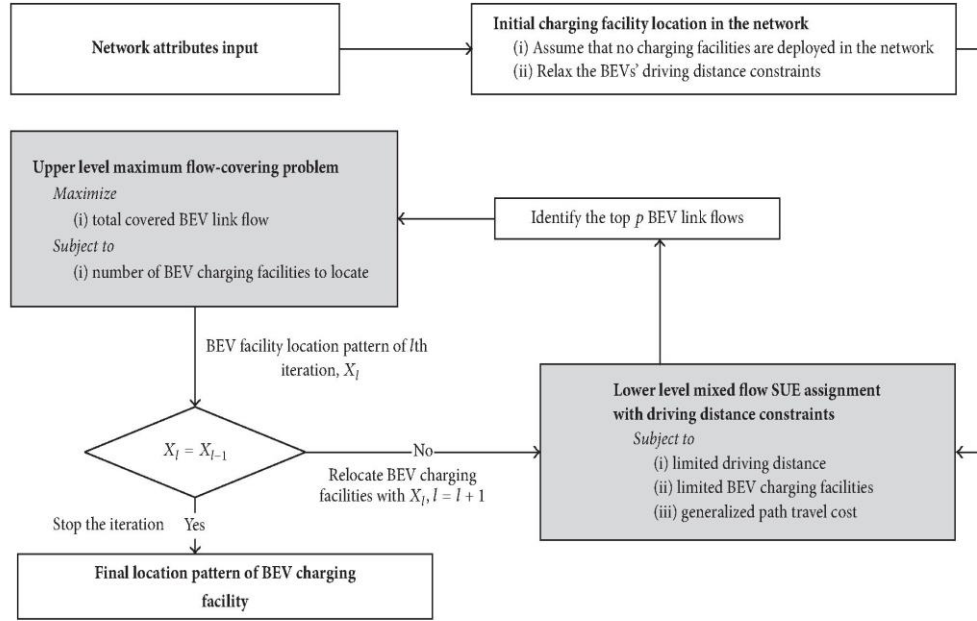 Network attributes input
Initial charging facility location in the network
(i) Assume that no charging facilities are deployed in the network
(ii) Relax the BEVs' driving distance constraints
Upper level maximum flow-covering problem
Maximize
(i) total covered BEV link flow
Subject to
(i) number of BEV charging facilities to locate
Identify the top p BEV link flows
BEV facility location pattern of lth
iteration, X_l
Lower level mixed flow SUE assignment
with driving distance constraints
Subject to
(i) limited driving distance
(ii) limited BEV charging facilities
(iii) generalized path travel cost
X_l = X_{l−1}
No
Relocate BEV charging
facilities with X_l, l = l + 1
Stop the iteration Yes
Final location pattern of BEV charging
facility